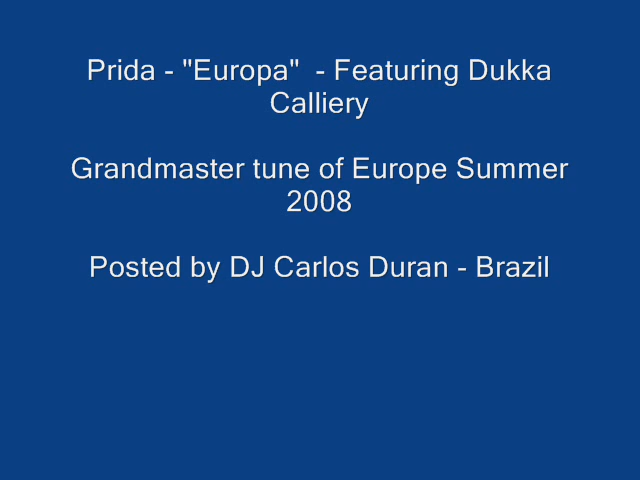 Prida - "Europa"  - Featuring Dukka
Calliery
Grandmaster tune of Europe Summer
2008
Posted by DJ Carlos Duran - Brazil